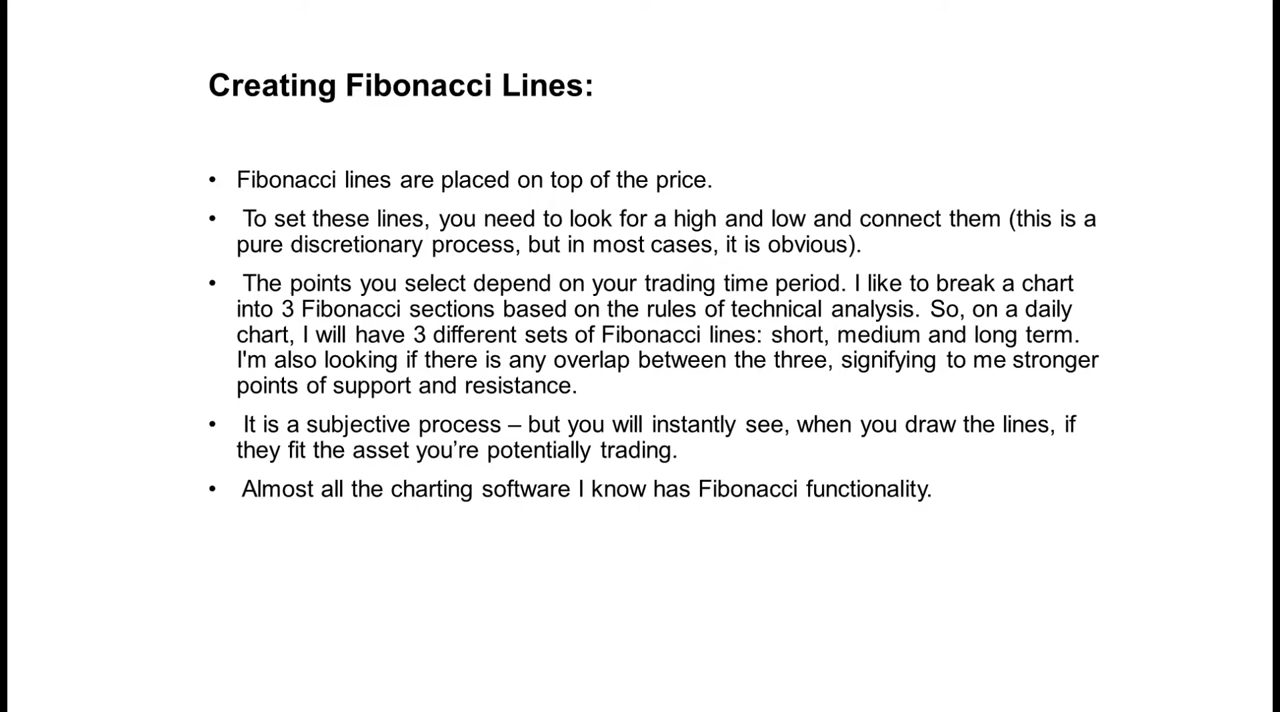 Creating Fibonacci Lines:
• Fibonacci lines are placed on top of the price.
• To set these lines, you need to look for a high and low and connect them (this is a
pure discretionary process, but in most cases, it is obvious).
• The points you select depend on your trading time period. I like to break a chart
into 3 Fibonacci sections based on the rules of technical analysis. So, on a daily
chart, I will have 3 different sets of Fibonacci lines: short, medium and long term.
I'm also looking if there is any overlap between the three, signifying to me stronger
points of support and resistance.
• It is a subjective process – but you will instantly see, when you draw the lines, if
they fit the asset you’re potentially trading.
• Almost all the charting software I know has Fibonacci functionality.